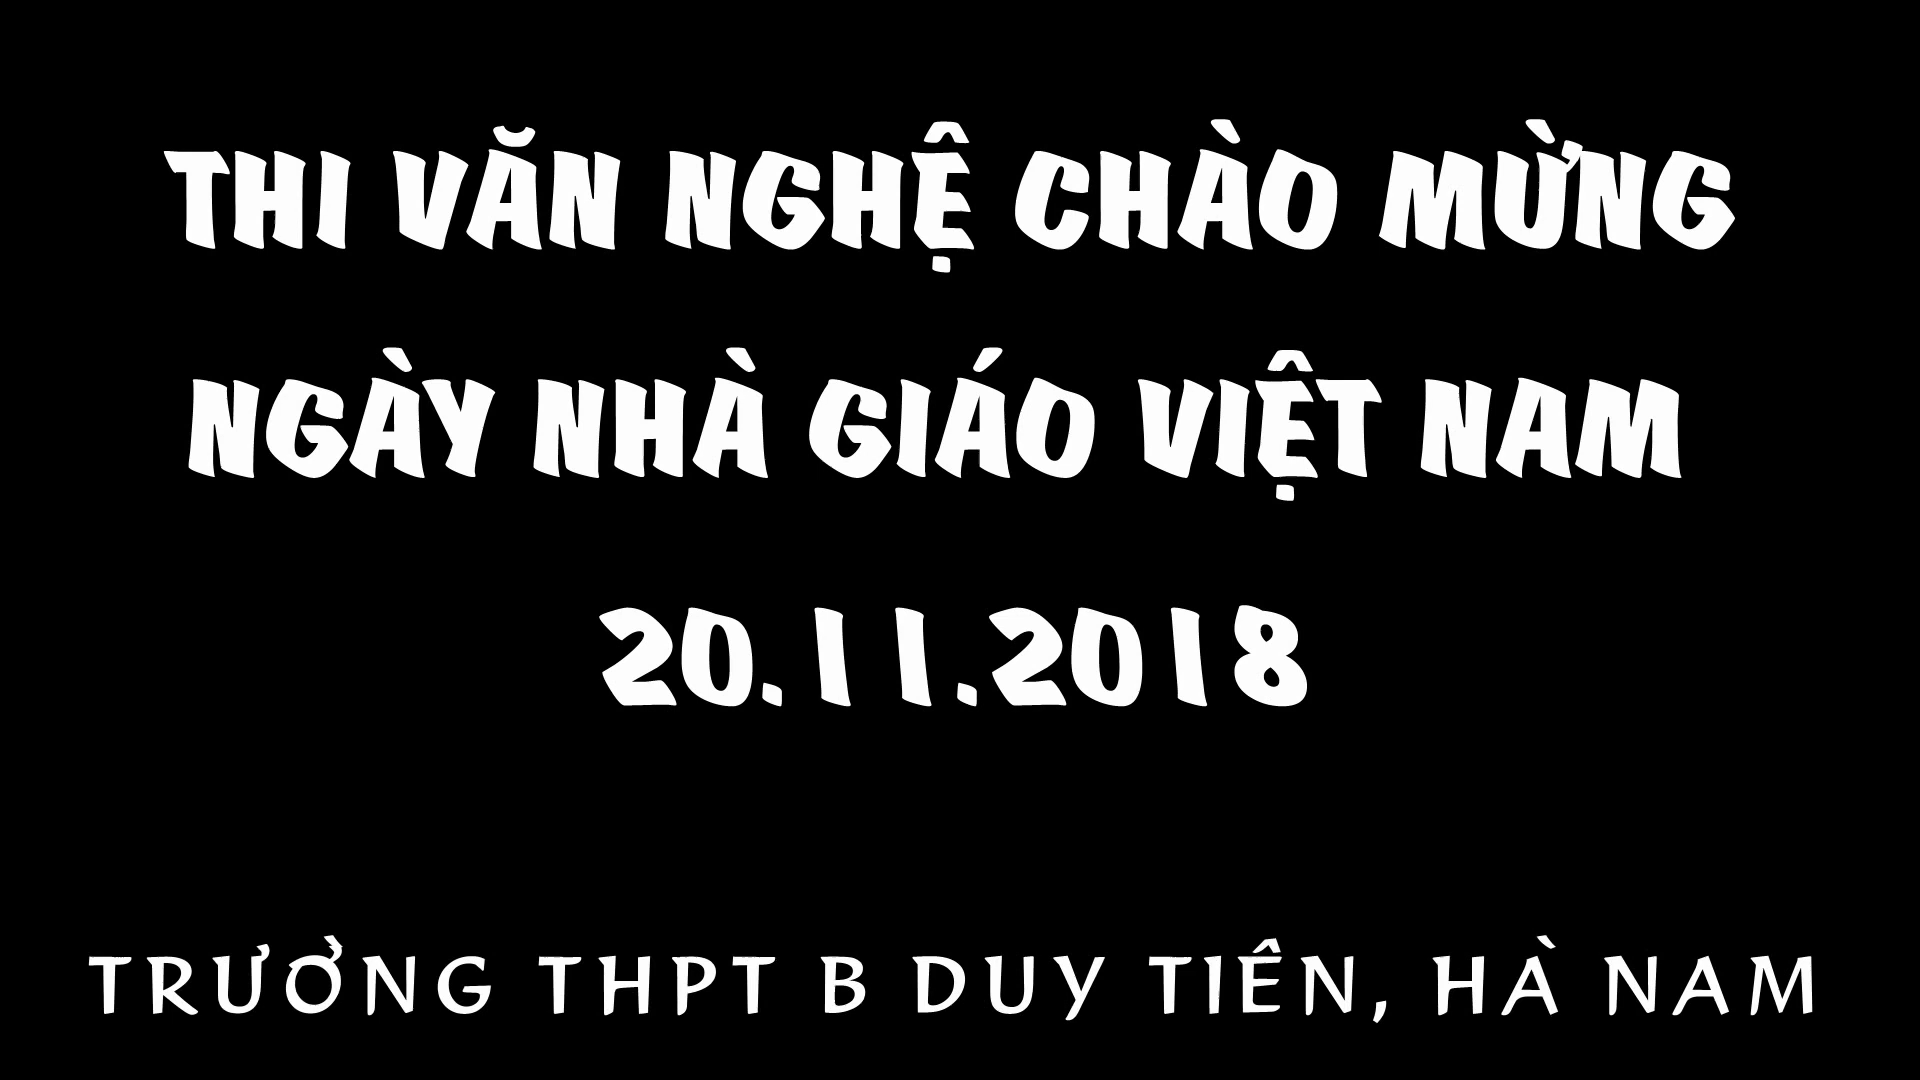 THI VĂN NGHỆ CHÀO MỪNG
NGÀY NHÀ GIÁO VIỆT NAM
20.11.2018
TRƯỜNG THPT B DUY TIÊN, HÀ NAM